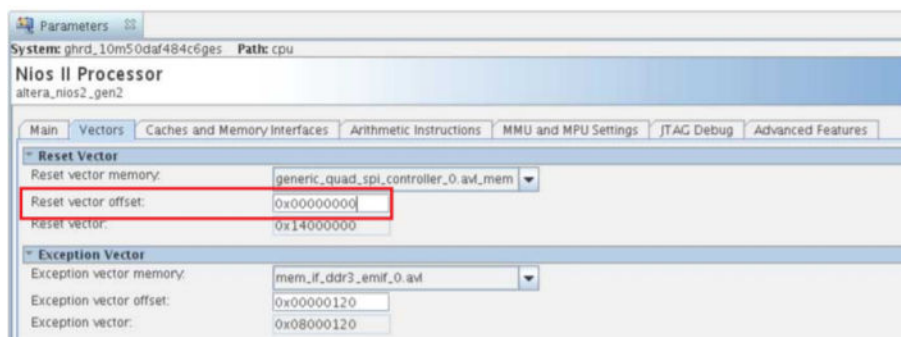 Parameters
System: ghrd_10m50daf484c6ges Path: cpu
Nios II Processor
altera_nios2_gen2
Main Vectors Caches and Memory Interfaces Arithmetic Instructions MMU and MPU Settings JTAG Debug Advanced Features
Reset Vector
Reset vector memory: generic_quad_spi_controller_0.avl_mem
Reset vector offset: 0x00000000
Reset vector: 0x14000000
Exception Vector
Exception vector memory: mem_if_ddr3_emif_0.avl
Exception vector offset: 0x00000120
Exception vector: 0x08000120